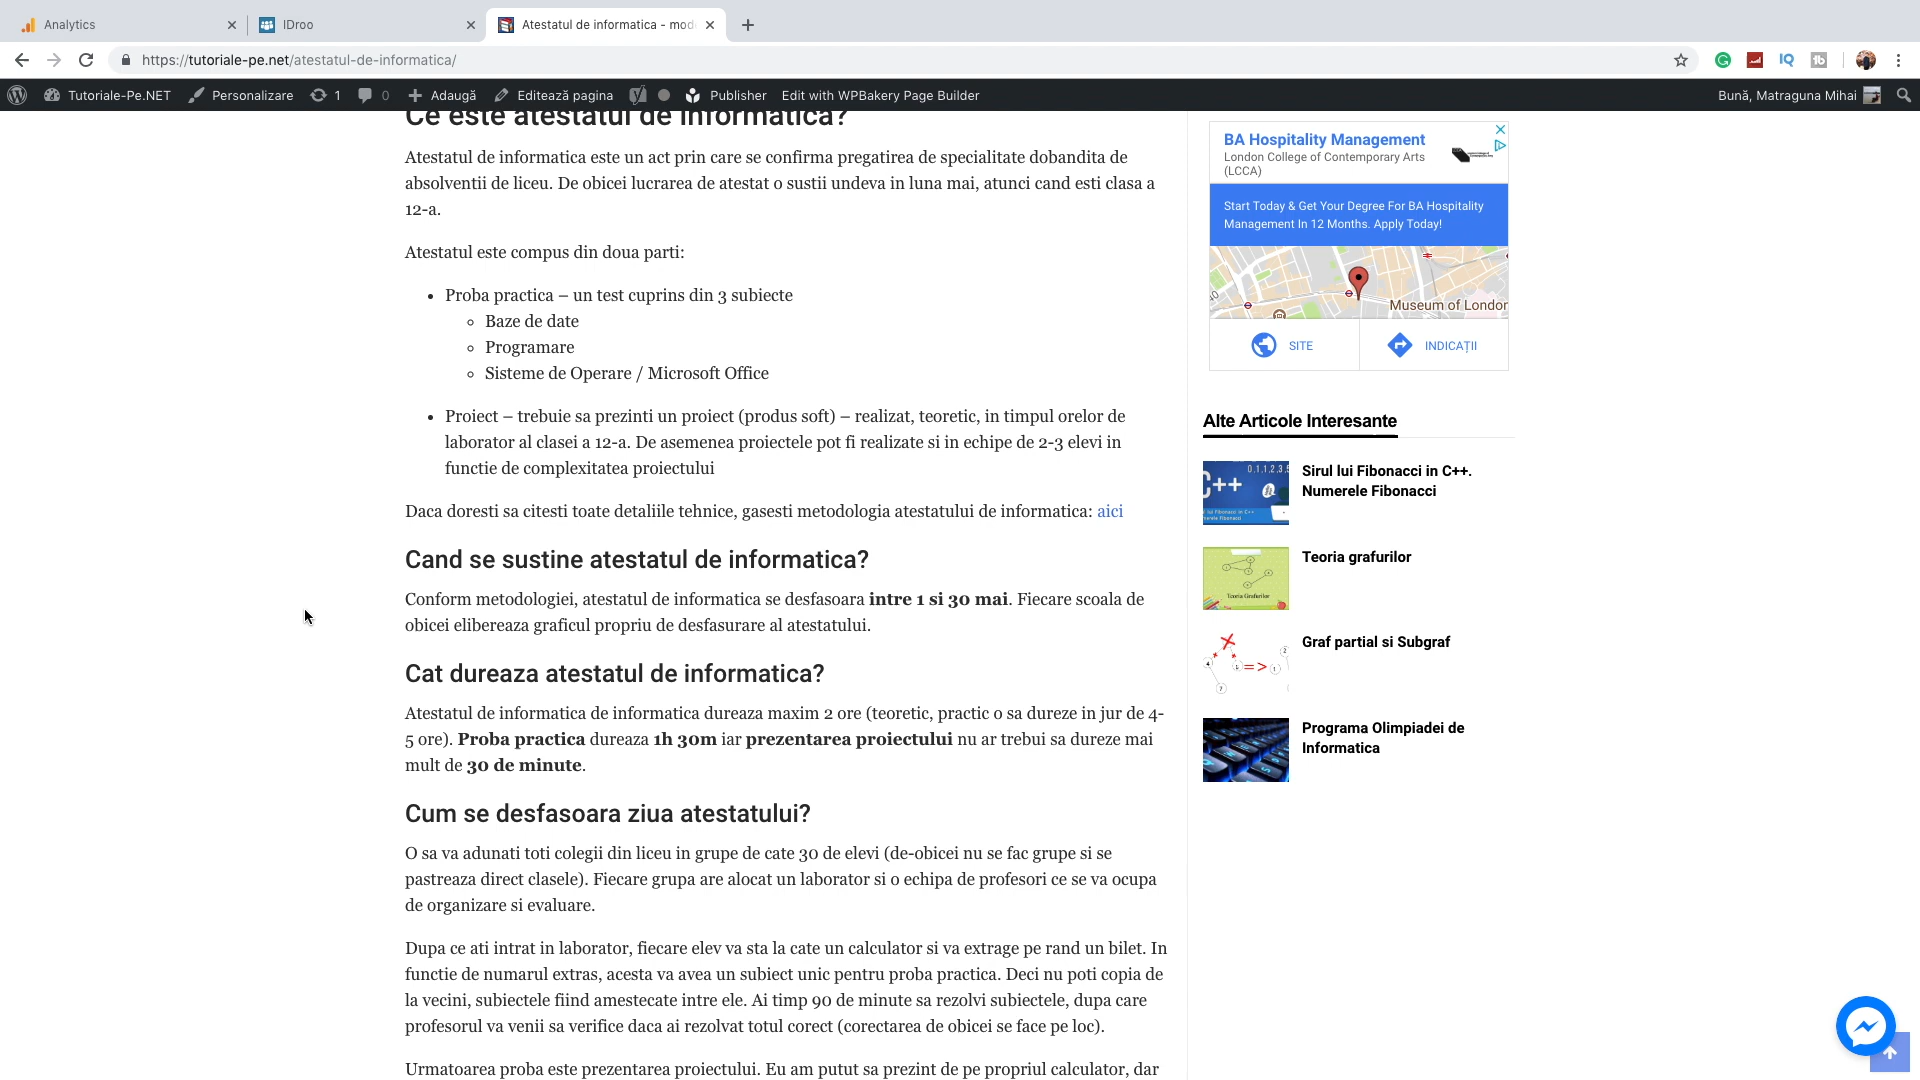 Analytics
IDroo
Atestatul de informatica - mod
https://tutoriale-pe.net/atestatul-de-informatica/
Tutoriale-Pe.NET
Personalizare
1
0
Adaugă
Editează pagina
Publisher
Edit with WPBakery Page Builder
Bună, Matraguna Mihai
Ce este atestatul de informatica?
Atestatul de informatica este un act prin care se confirma pregatirea de specialitate dobandita de
absolventii de liceu. De obicei lucrarea de atestat o sustii undeva in luna mai, atunci cand esti clasa a
12-a.
Atestatul este compus din doua parti:
• Proba practica – un test cuprins din 3 subiecte
◦ Baze de date
◦ Programare
◦ Sisteme de Operare / Microsoft Office
• Proiect – trebuie sa prezinti un proiect (produs soft) – realizat, teoretic, in timpul orelor de
laborator al clasei a 12-a. De asemenea proiectele pot fi realizate si in echipe de 2-3 elevi in
functie de complexitatea proiectului
Daca doresti sa citesti toate detaliile tehnice, gasesti metodologia atestatului de informatica: aici
Cand se sustine atestatul de informatica?
Conform metodologiei, atestatul de informatica se desfasoara intre 1 si 30 mai. Fiecare scoala de
obicei elibereaza graficul propriu de desfasurare al atestatului.
Cat dureaza atestatul de informatica?
Atestatul de informatica de informatica dureaza maxim 2 ore (teoretic, practic o sa dureze in jur de 4-
5 ore). Proba practica dureaza 1h 30m iar prezentarea proiectului nu ar trebui sa dureze mai
mult de 30 de minute.
Cum se desfasoara ziua atestatului?
O sa va adunati toti colegii din liceu in grupe de cate 30 de elevi (de-obicei nu se fac grupe si se
pastreaza direct clasele). Fiecare grupa are alocat un laborator si o echipa de profesori ce se va ocupa
de organizare si evaluare.
Dupa ce ati intrat in laborator, fiecare elev va sta la cate un calculator si va extrage pe rand un bilet. In
functie de numarul extras, acesta va avea un subiect unic pentru proba practica. Deci nu poti copia de
la vecini, subiectele fiind amestecate intre ele. Ai timp 90 de minute sa rezolvi subiectele, dupa care
profesorul va venii sa verifice daca ai rezolvat totul corect (corectarea de obicei se face pe loc).
Urmatoarea proba este prezentarea proiectului. Eu am putut sa prezint de pe propriul calculator, dar
BA Hospitality Management
London College of Contemporary Arts
(LCCA)
Start Today & Get Your Degree For BA Hospitality
Management In 12 Months. Apply Today!
Museum of London
SITE
INDICAȚII
Alte Articole Interesante
C++
0,1,1,2,3,
Sirul lui Fibonacci in C++.
Numerele Fibonacci
Teoria Grafurilor
Teoria grafurilor
=>
Graf partial si Subgraf
Programa Olimpiadei de
Informatica